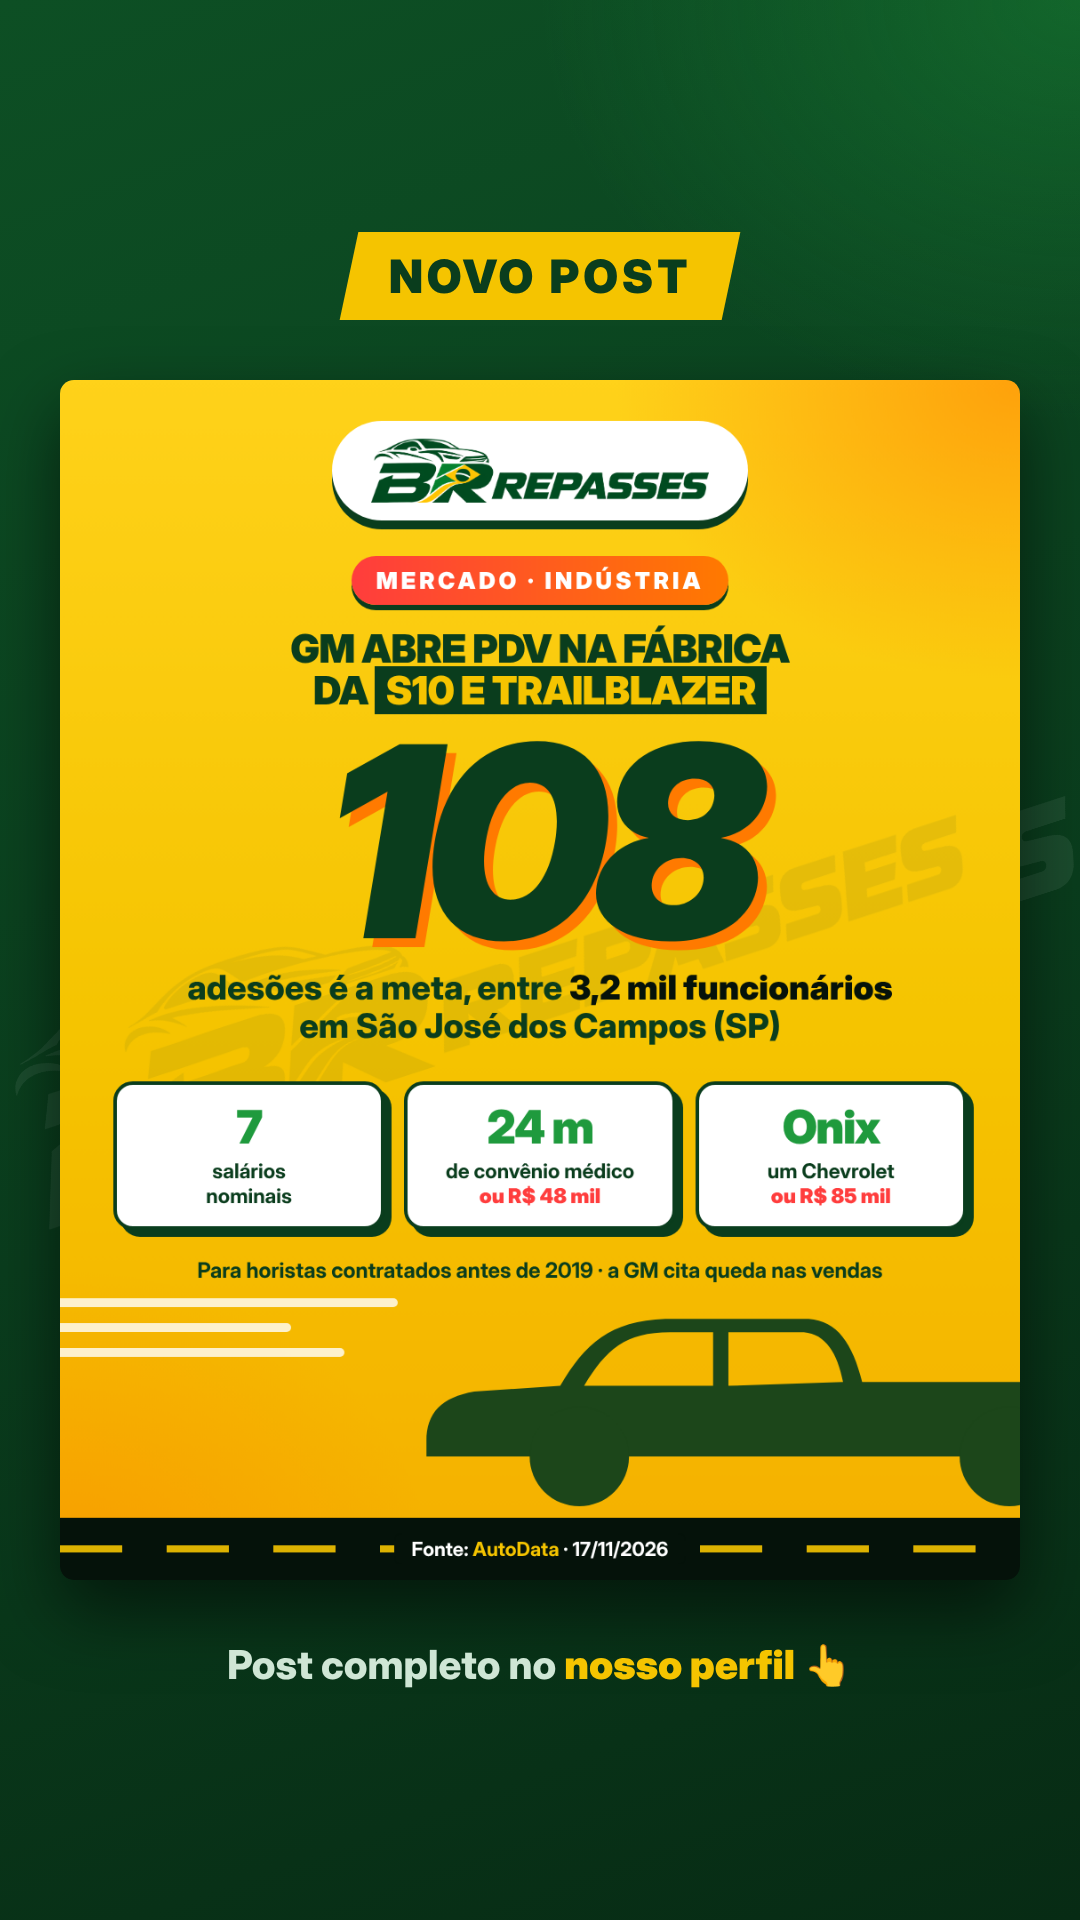 NOVO POST
BR REPASSES
MERCADO · INDÚSTRIA
GM ABRE PDV NA FÁBRICA
DA S10 E TRAILBLAZER
108
adesões é a meta, entre 3,2 mil funcionários
em São José dos Campos (SP)
7
salários
nominais
24 m
de convênio médico
ou R$ 48 mil
Onix
um Chevrolet
ou R$ 85 mil
Para horistas contratados antes de 2019 · a GM cita queda nas vendas
Fonte: AutoData · 17/11/2026
Post completo no nosso perfil 👆